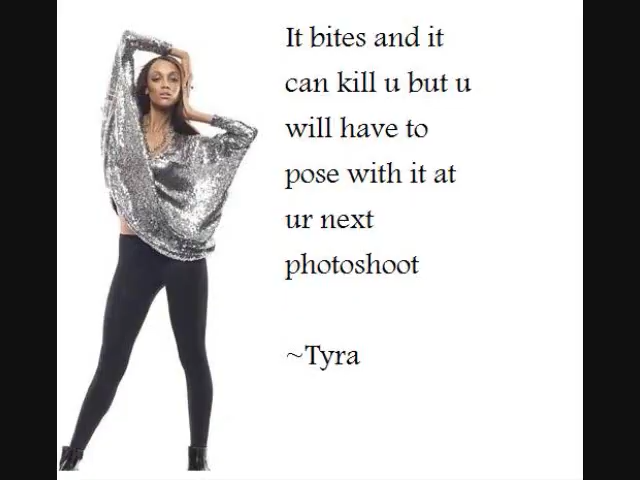 It bites and it
can kill u but u
will have to
pose with it at
ur next
photoshoot
~Tyra